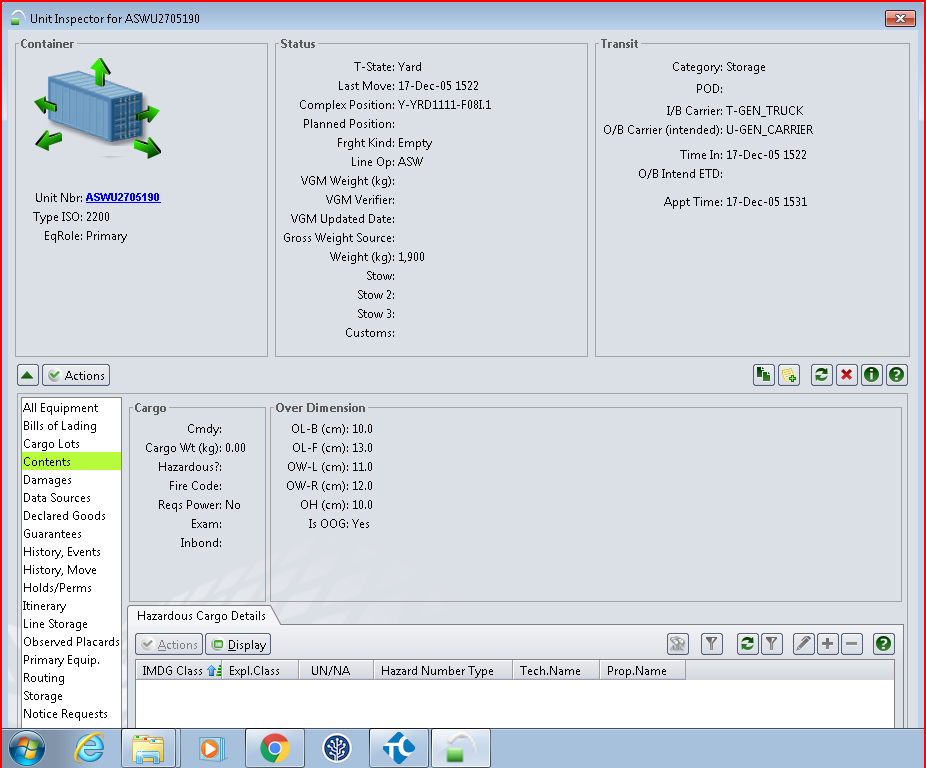 Unit Inspector for ASWU2705190
Container
Unit Nbr: ASWU2705190
Type ISO: 2200
EqRole: Primary
Status
T-State: Yard
Last Move: 17-Dec-05 1522
Complex Position: Y-YRD1111-F08I.1
Planned Position:
Frght Kind: Empty
Line Op: ASW
VGM Weight (kg):
VGM Verifier:
VGM Updated Date:
Gross Weight Source:
Weight (kg): 1,900
Stow:
Stow 2:
Stow 3:
Customs:
Transit
Category: Storage
POD:
I/B Carrier: T-GEN_TRUCK
O/B Carrier (intended): U-GEN_CARRIER
Time In: 17-Dec-05 1522
O/B Intend ETD:
Appt Time: 17-Dec-05 1531
Actions
All Equipment
Bills of Lading
Cargo Lots
Contents
Damages
Data Sources
Declared Goods
Guarantees
History, Events
History, Move
Holds/Perms
Itinerary
Line Storage
Observed Placards
Primary Equip.
Routing
Storage
Notice Requests
Cargo
Cmdy:
Cargo Wt (kg): 0.00
Hazardous?:
Fire Code:
Reqs Power: No
Exam:
Inbond:
Over Dimension
OL-B (cm): 10.0
OL-F (cm): 13.0
OW-L (cm): 11.0
OW-R (cm): 12.0
OH (cm): 10.0
Is OOG: Yes
Hazardous Cargo Details
Actions Display
IMDG Class Expl.Class UN/NA Hazard Number Type Tech.Name Prop.Name